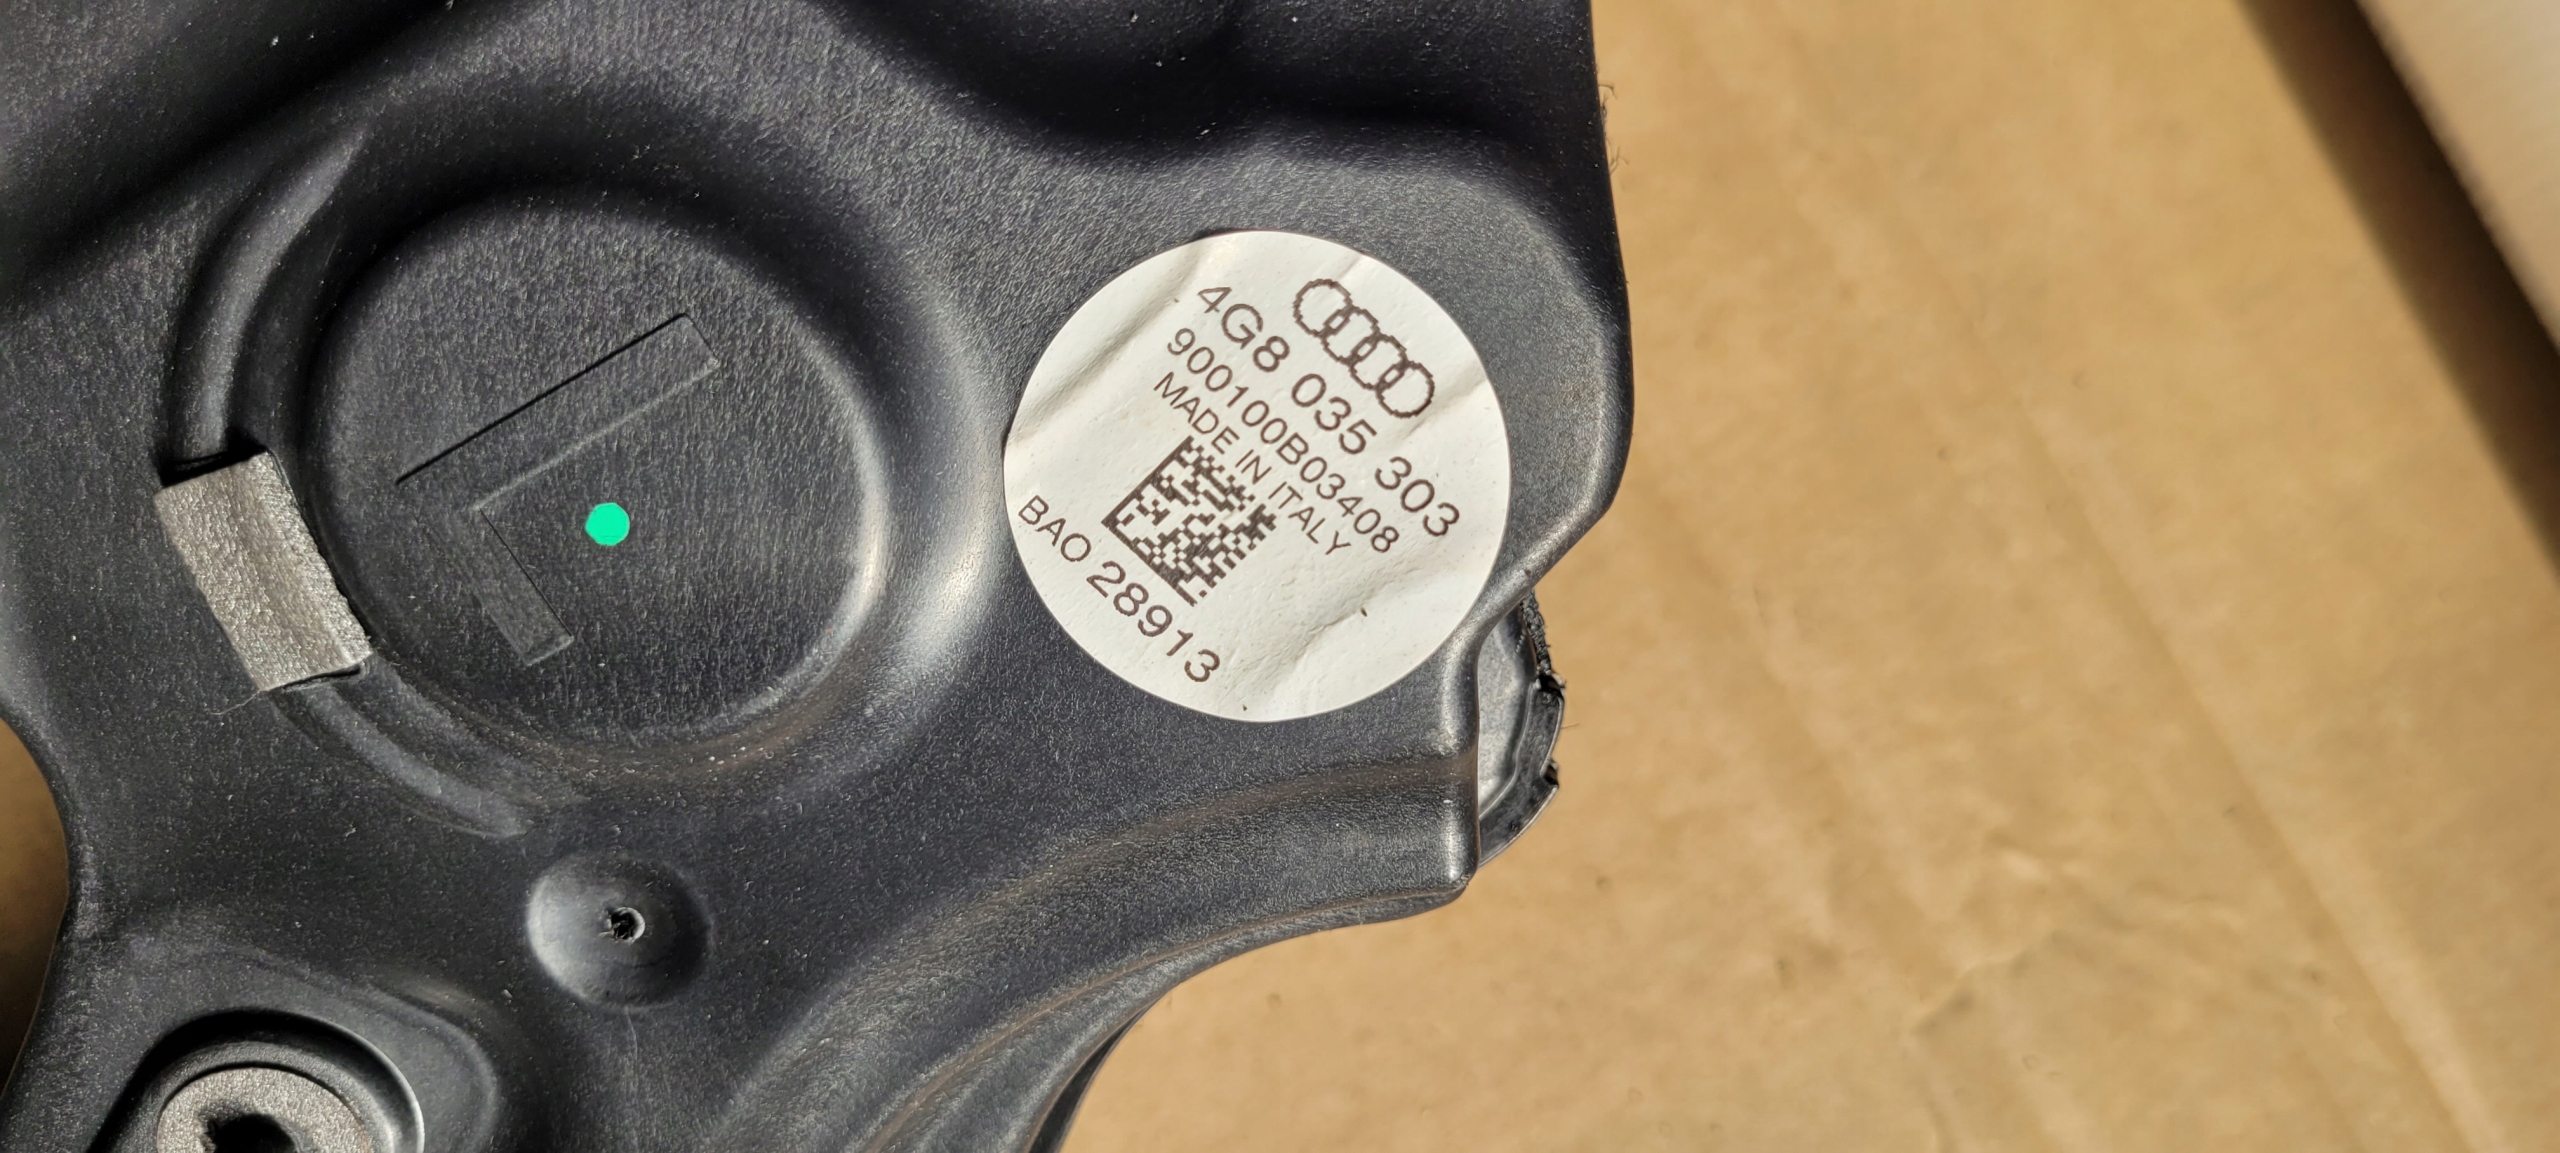 4G8 035 303
900100B03408
MADE IN ITALY
BAO 28913